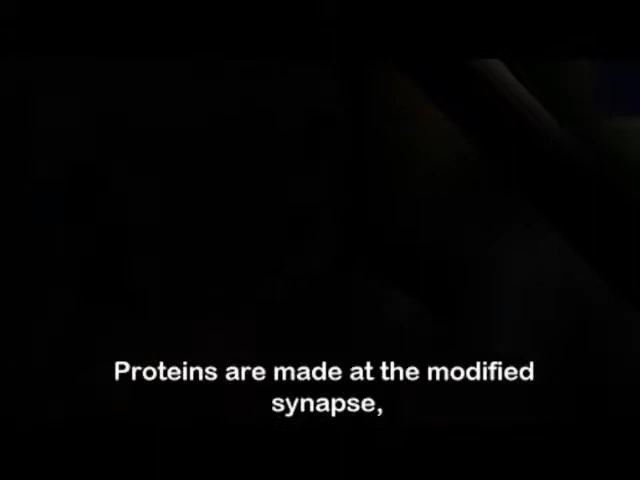 Proteins are made at the modified
synapse,